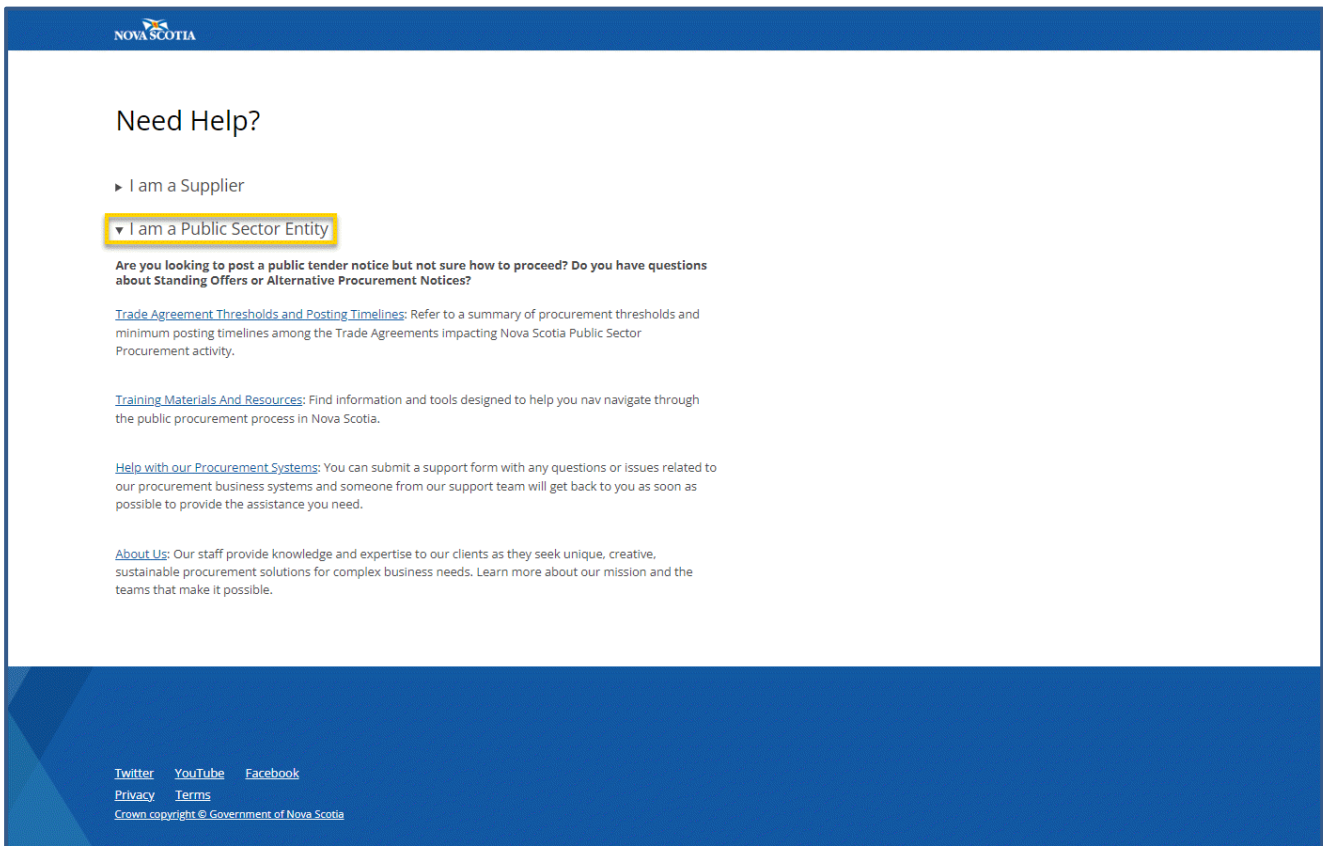 NOVA SCOTIA
Need Help?
I am a Supplier
I am a Public Sector Entity
Are you looking to post a public tender notice but not sure how to proceed? Do you have questions
about Standing Offers or Alternative Procurement Notices?
Trade Agreement Thresholds and Posting Timelines: Refer to a summary of procurement thresholds and
minimum posting timelines among the Trade Agreements impacting Nova Scotia Public Sector
Procurement activity.
Training Materials And Resources: Find information and tools designed to help you nav navigate through
the public procurement process in Nova Scotia.
Help with our Procurement Systems: You can submit a support form with any questions or issues related to
our procurement business systems and someone from our support team will get back to you as soon as
possible to provide the assistance you need.
About Us: Our staff provide knowledge and expertise to our clients as they seek unique, creative,
sustainable procurement solutions for complex business needs. Learn more about our mission and the
teams that make it possible.
Twitter YouTube Facebook
Privacy Terms
Crown copyright © Government of Nova Scotia